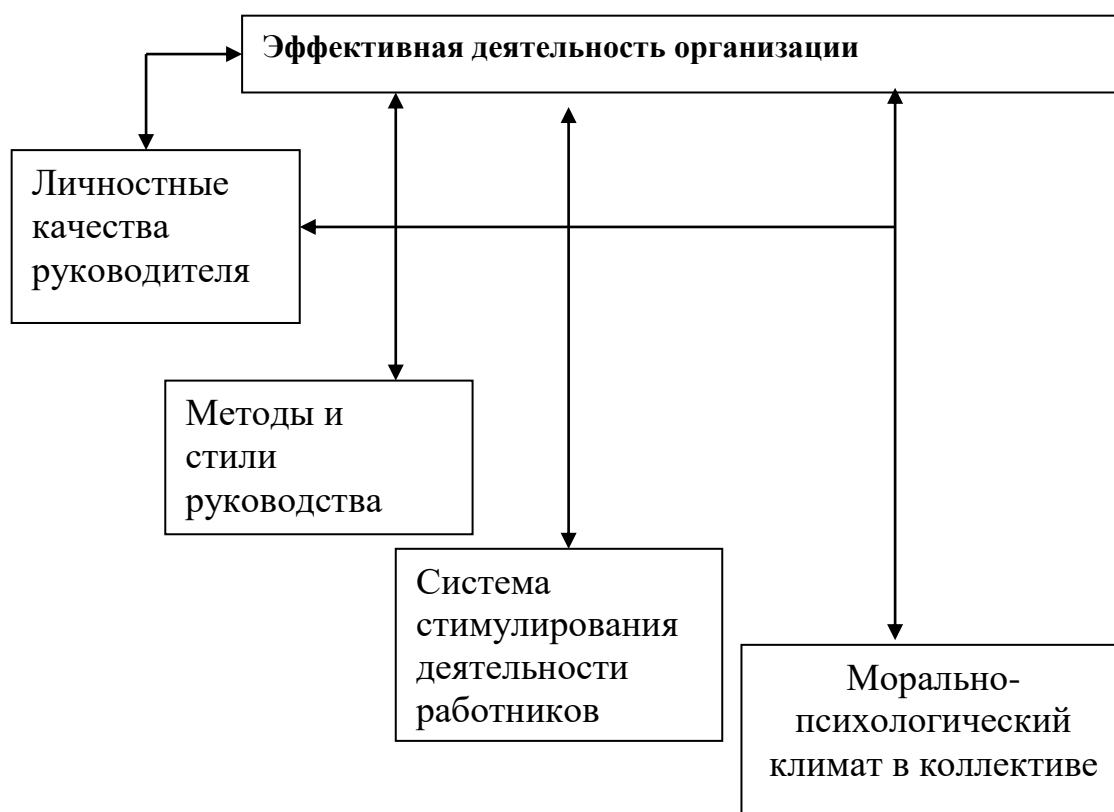 Эффективная деятельность организации
Личностные
качества
руководителя
Методы и
стили
руководства
Система
стимулирования
деятельности
работников
Морально-
психологический
климат в коллективе